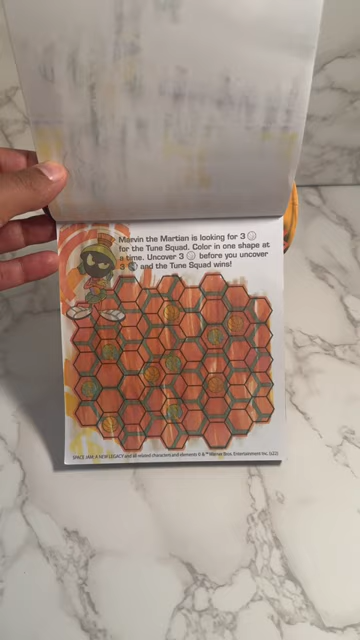 Marvin the Martian is looking for 3
for the Tune Squad. Color in one shape at
a time. Uncover 3 before you uncover
3 and the Tune Squad wins!
SPACE JAM: A NEW LEGACY and all related characters and elements © & ™ Warner Bros. Entertainment Inc. (s22)